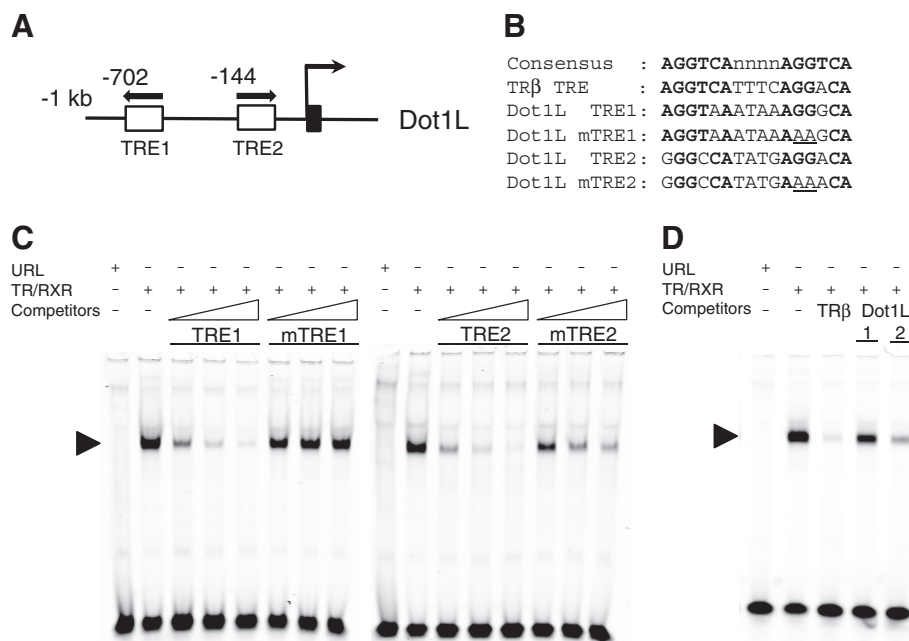 A
-702
-144
-1 kb
Dot1L
TRE1
TRE2
B
Consensus : AGGTCAnnnnAGGTCA
TRβ TRE : AGGTCATTTCAGGACA
Dot1L TRE1: AGGTAAATAAAGGGCA
Dot1L mTRE1: AGGTAAATAAAAAGCA
Dot1L TRE2: GGGCCATATGAGGACA
Dot1L mTRE2: GGGCCATATGAAAACA
C
URL + - - - - - - - + - - - - - - -
TR/RXR - + + + + + + + - + + + + + + +
Competitors - - - -
TRE1 mTRE1 TRE2 mTRE2
D
URL + - - - -
TR/RXR - + + + +
Competitors - - TRβ Dot1L
1 2